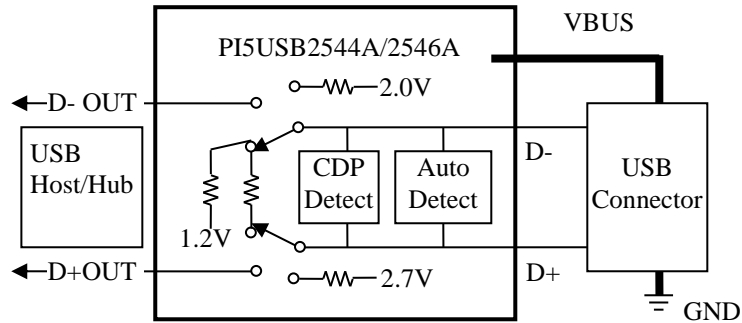 VBUS
PI5USB2544A/2546A
2.0V
D- OUT
USB
Host/Hub
CDP
Detect
Auto
Detect
D-
USB
Connector
1.2V
D+OUT
2.7V
D+
GND